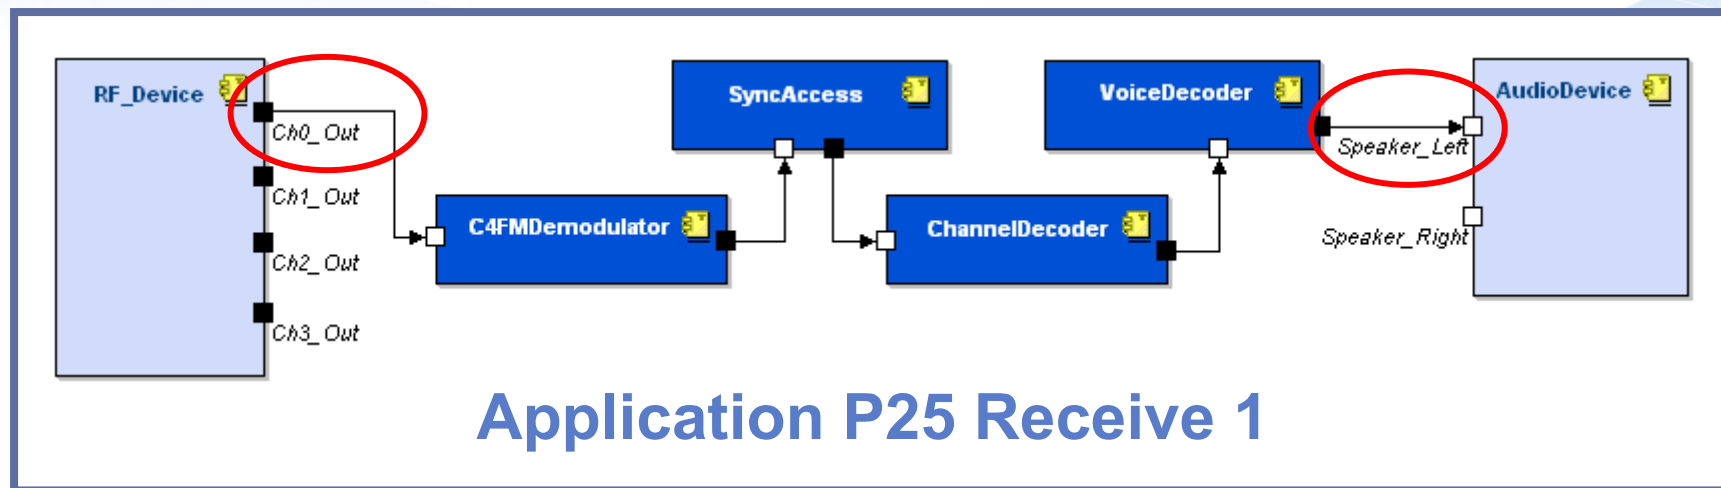 RF_Device
Ch0_Out
Ch1_Out
Ch2_Out
Ch3_Out
C4FMDemodulator
SyncAccess
ChannelDecoder
VoiceDecoder
Speaker_Left
Speaker_Right
AudioDevice
Application P25 Receive 1